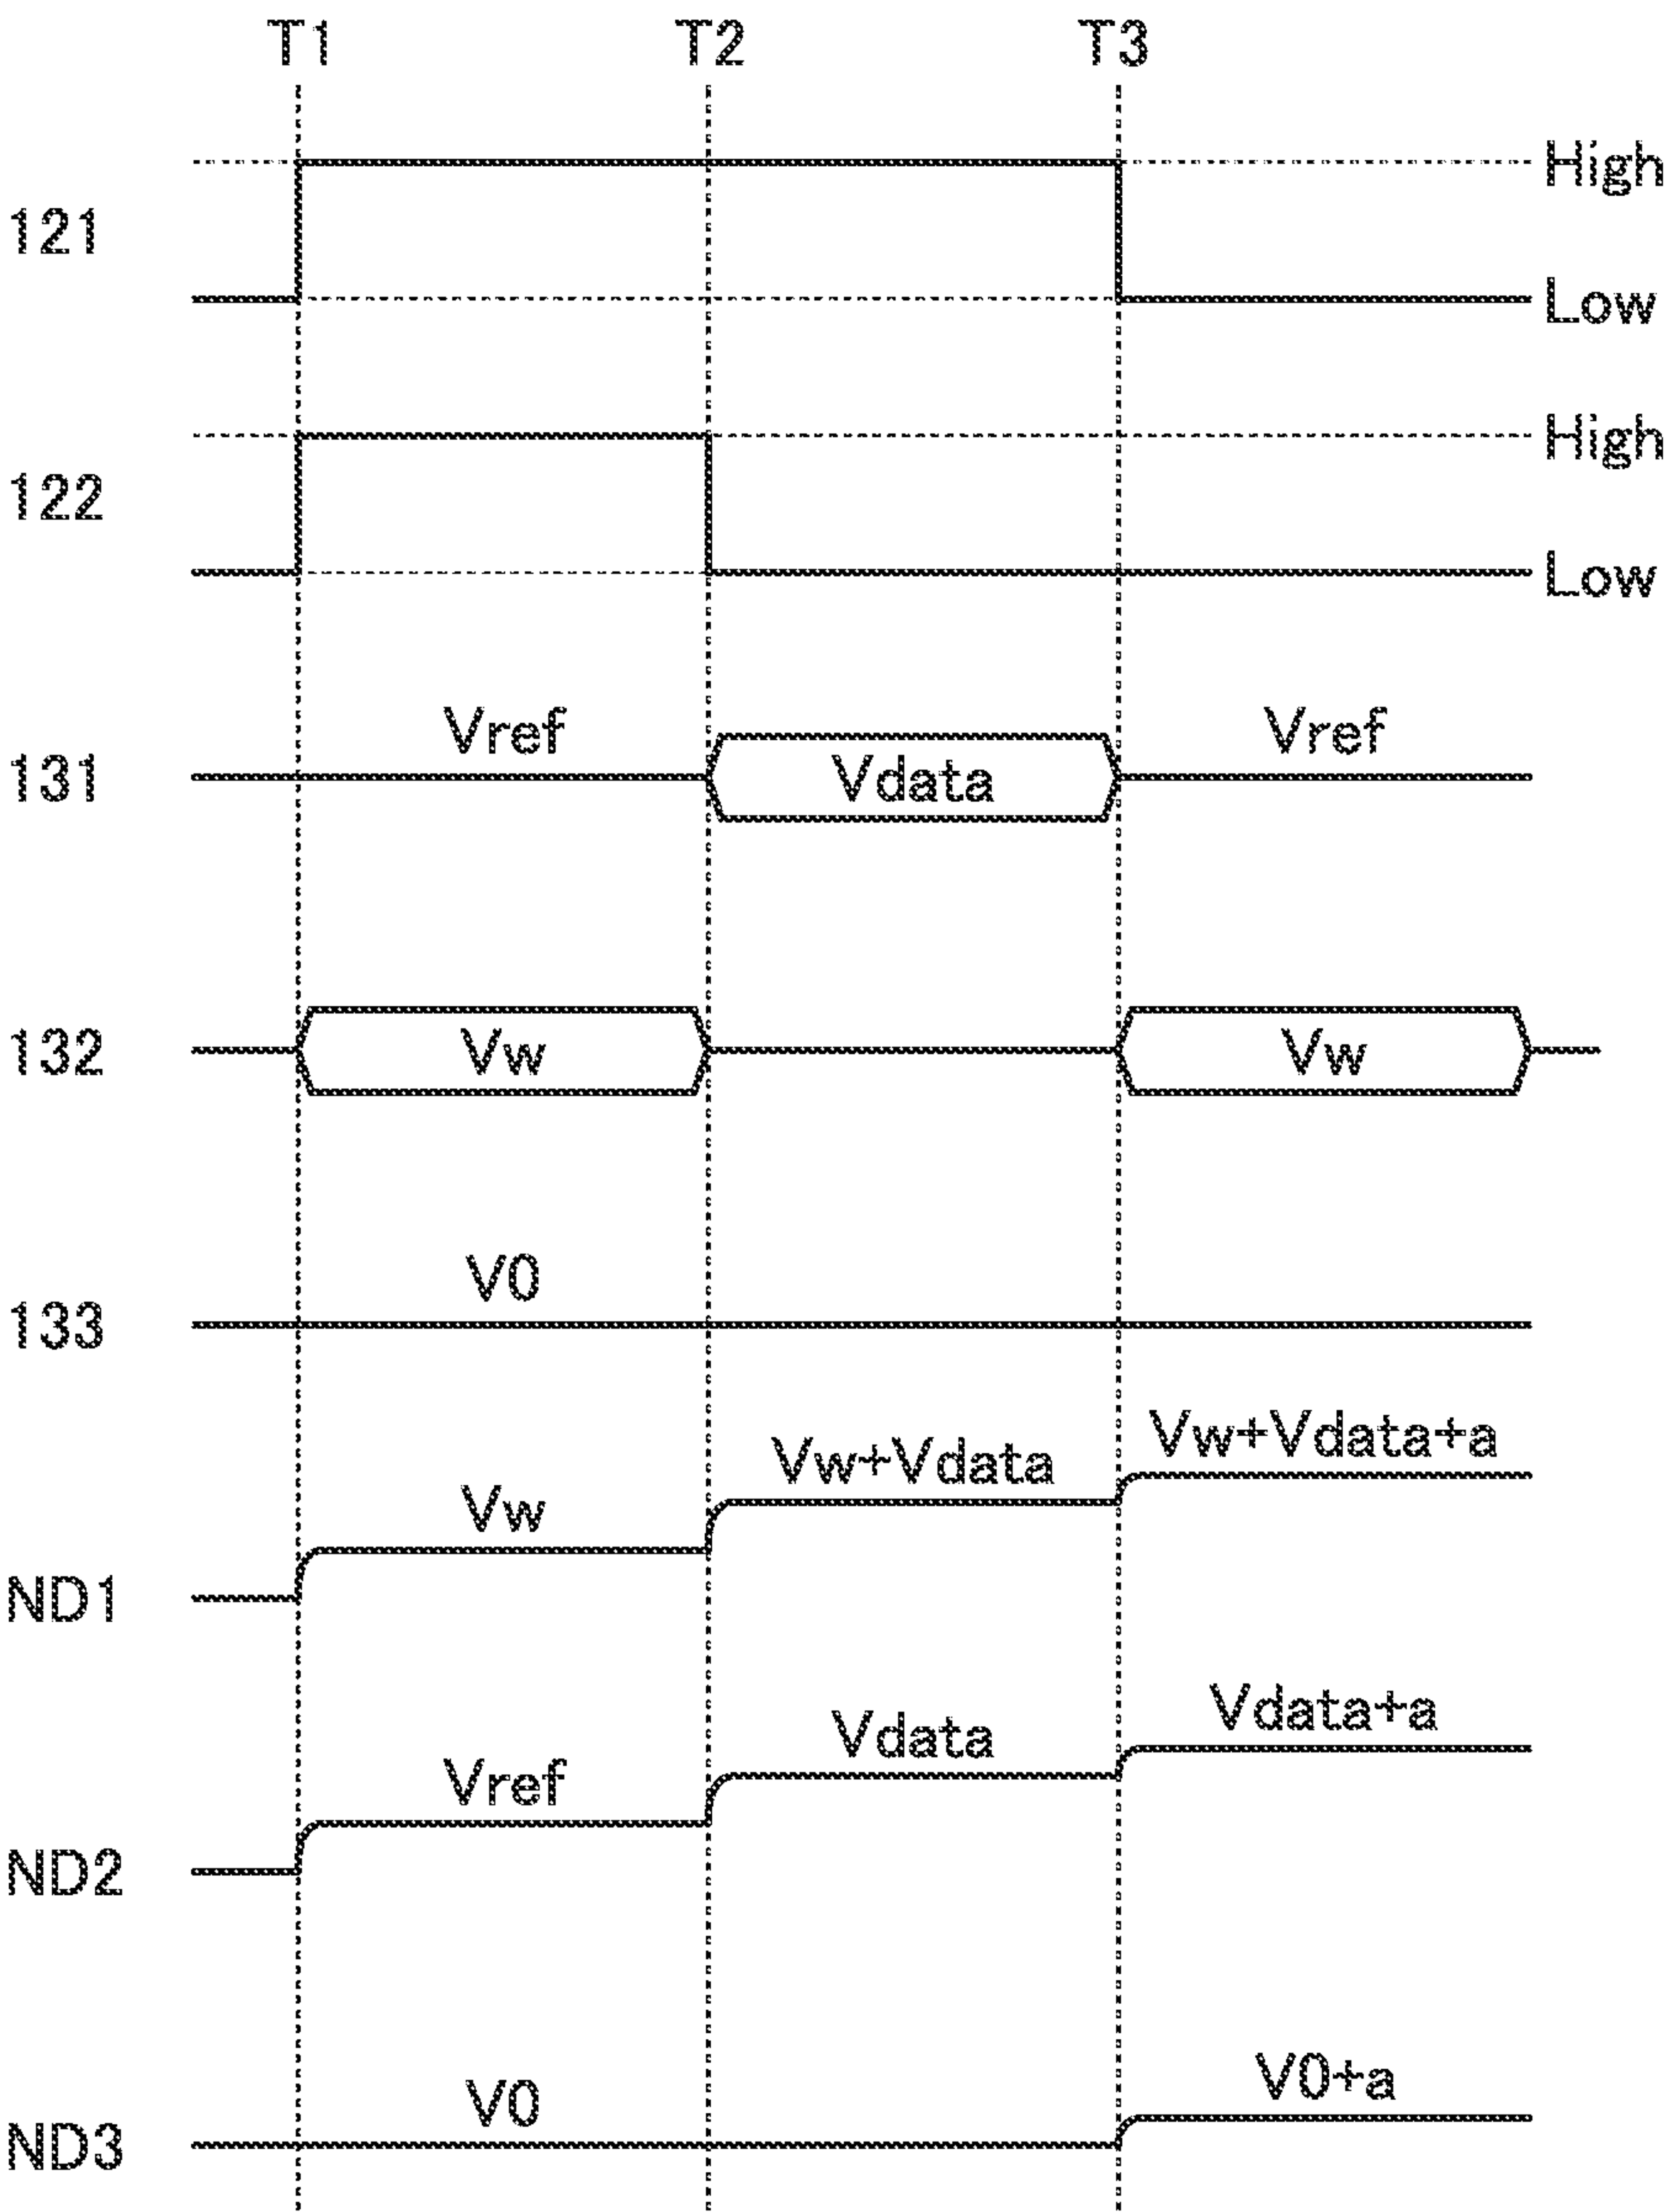 T1 T2 T3
High
121
Low
High
122
Low
Vref Vref
131 Vdata
132 Vw Vw
V0
133
Vw+Vdata+a
Vw+Vdata
Vw
ND1
Vdata+a
Vdata
Vref
ND2
V0+a
V0
ND3